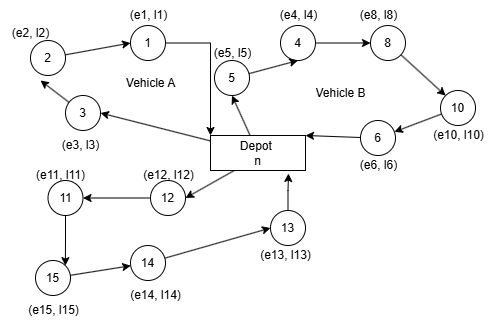 (e1, l1)
(e4, l4)
(e8, l8)
(e2, l2)
1
4
8
(e5, l5)
2
5
Vehicle A
Vehicle B
3
10
(e3, l3)
6
(e10, l10)
Depot
n
(e6, l6)
(e11, l11)
(e12, l12)
11
12
13
(e13, l13)
14
15
(e14, l14)
(e15, l15)